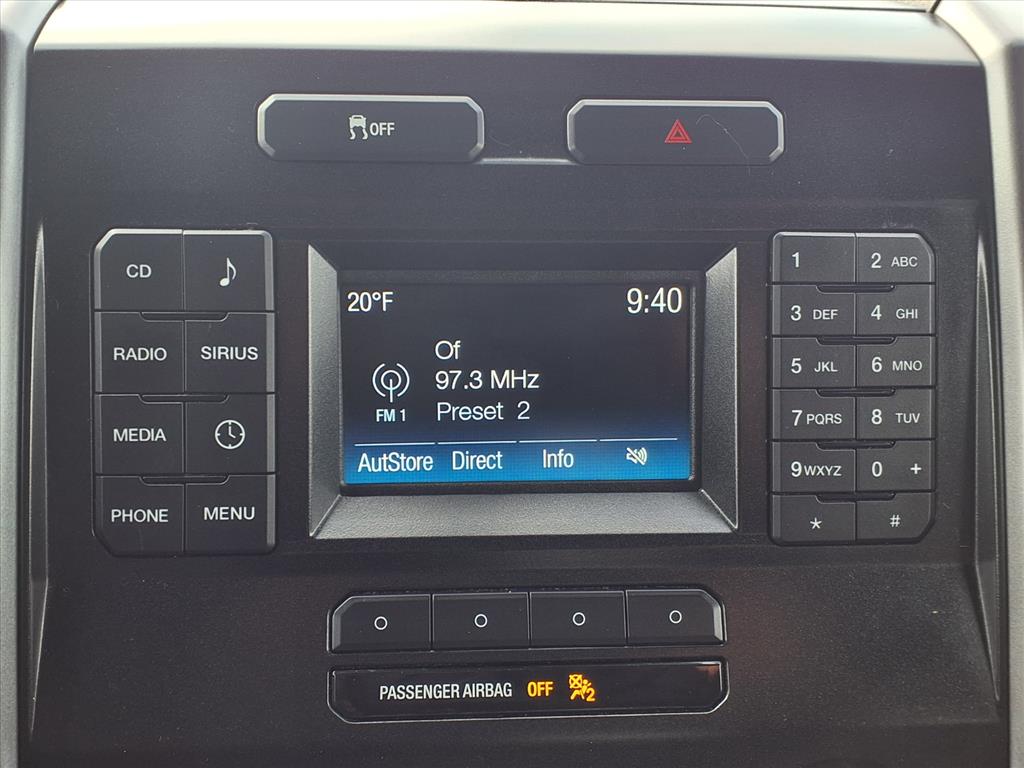 OFF
CD
RADIO SIRIUS
MEDIA
PHONE MENU
20°F 9:40
Of
97.3 MHz
FM 1
Preset 2
AutStore Direct Info
1 2 ABC
3 DEF 4 GHI
5 JKL 6 MNO
7 PQRS 8 TUV
9 WXYZ 0 +
* #
PASSENGER AIRBAG OFF 2